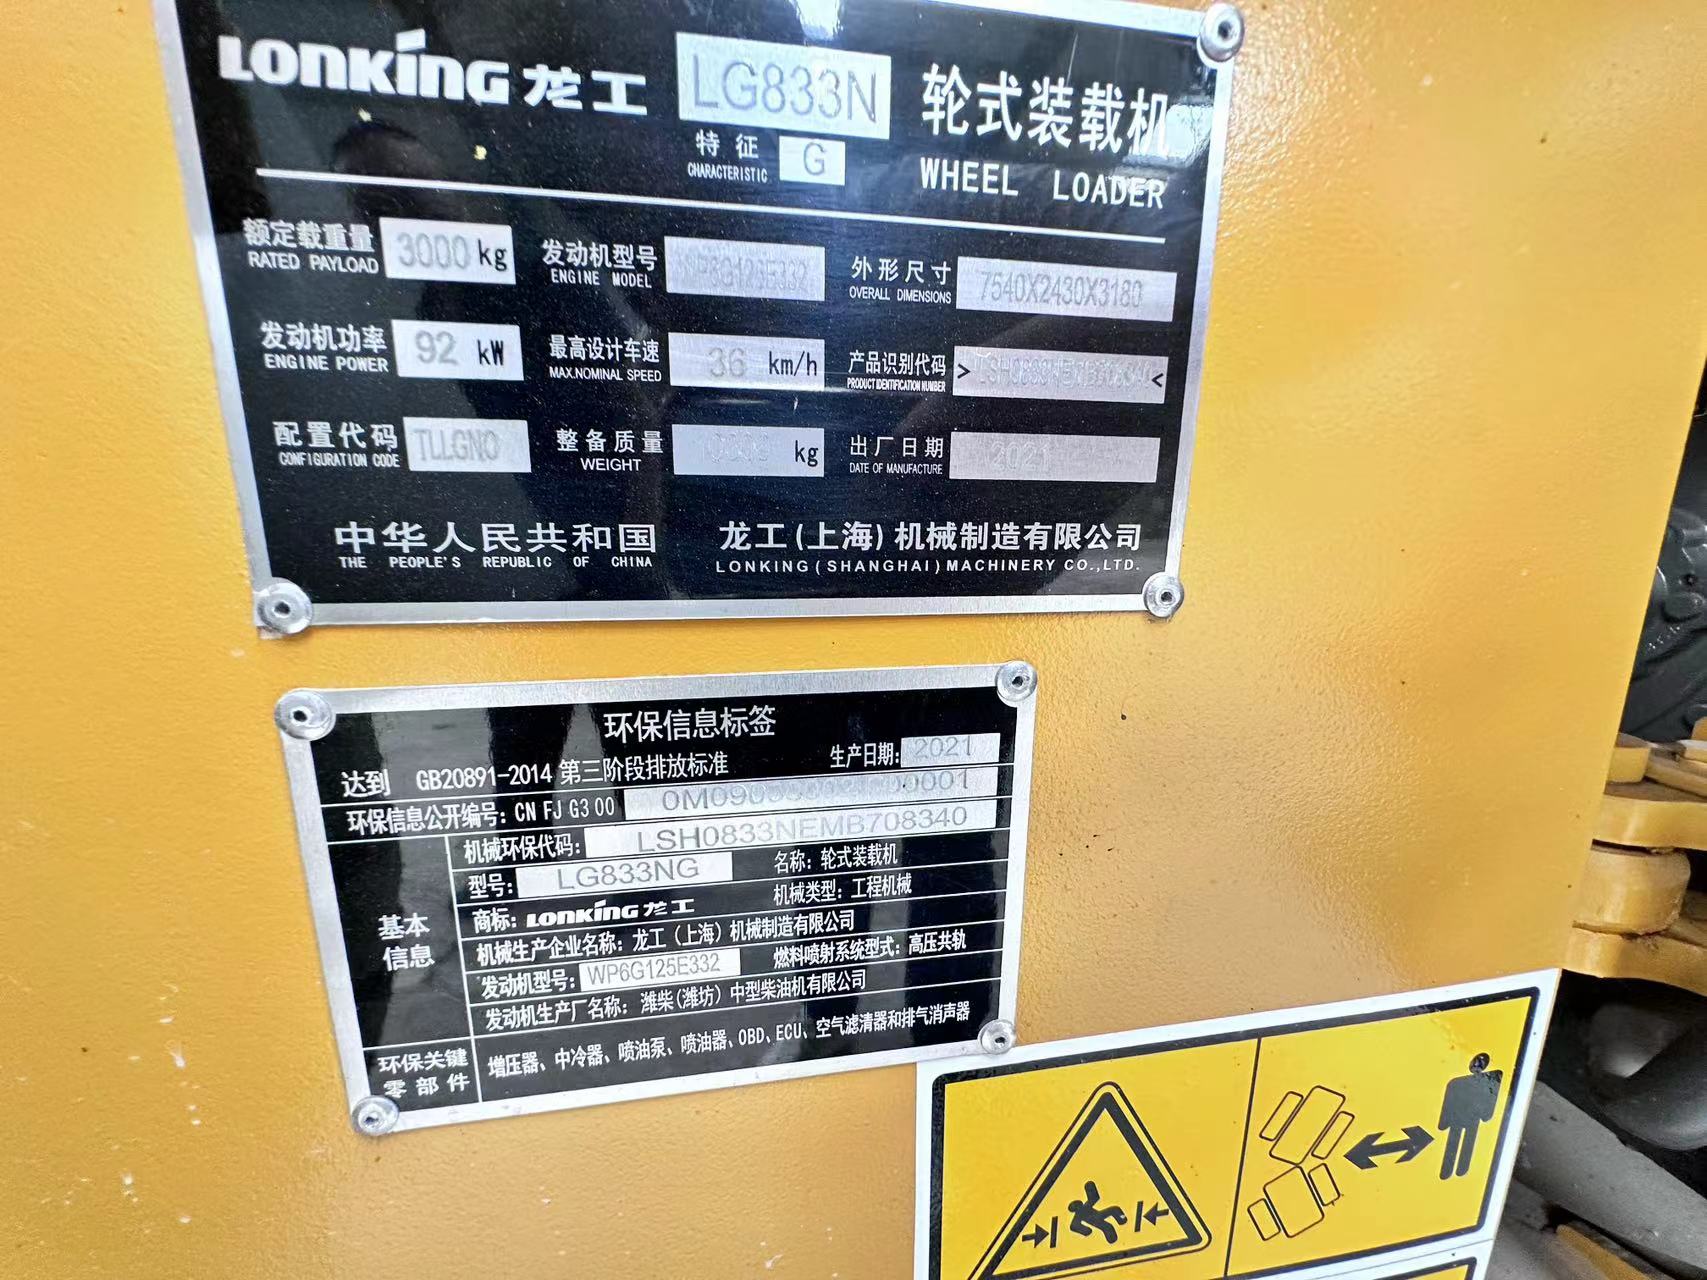 LONKING 龙工 LG833N 轮式装载机
特征 G
CHARACTERISTIC
WHEEL LOADER
额定载重量 3000 kg 发动机型号 外形尺寸 7540X2430X3180
RATED PAYLOAD ENGINE MODEL OVERALL DIMENSIONS
发动机功率 92 kW 最高设计车速 36 km/h 产品识别代码 > <
ENGINE POWER MAX.NOMINAL SPEED PRODUCT IDENTIFICATION NUMBER
配置代码 TLLGNO 整备质量 kg 出厂日期 2021
CONFIGURATION CODE WEIGHT DATE OF MANUFACTURE
中华人民共和国 龙工(上海)机械制造有限公司
THE PEOPLE'S REPUBLIC OF CHINA LONKING(SHANGHAI)MACHINERY CO.,LTD.
环保信息标签
达到 GB20891-2014 第三阶段排放标准 生产日期: 2021
环保信息公开编号: CN FJ G3 00
机械环保代码: LSH0833NEMB708340
型号: LG833NG 名称: 轮式装载机
商标: LONKING 龙工 机械类型: 工程机械
基本信息
机械生产企业名称: 龙工(上海)机械制造有限公司
发动机型号: WP6G125E332 燃料喷射系统型式: 高压共轨
发动机生产厂名称: 潍柴(潍坊)中型柴油机有限公司
环保关键零部件 增压器、中冷器、喷油泵、喷油器、OBD、ECU、空气滤清器和排气消声器